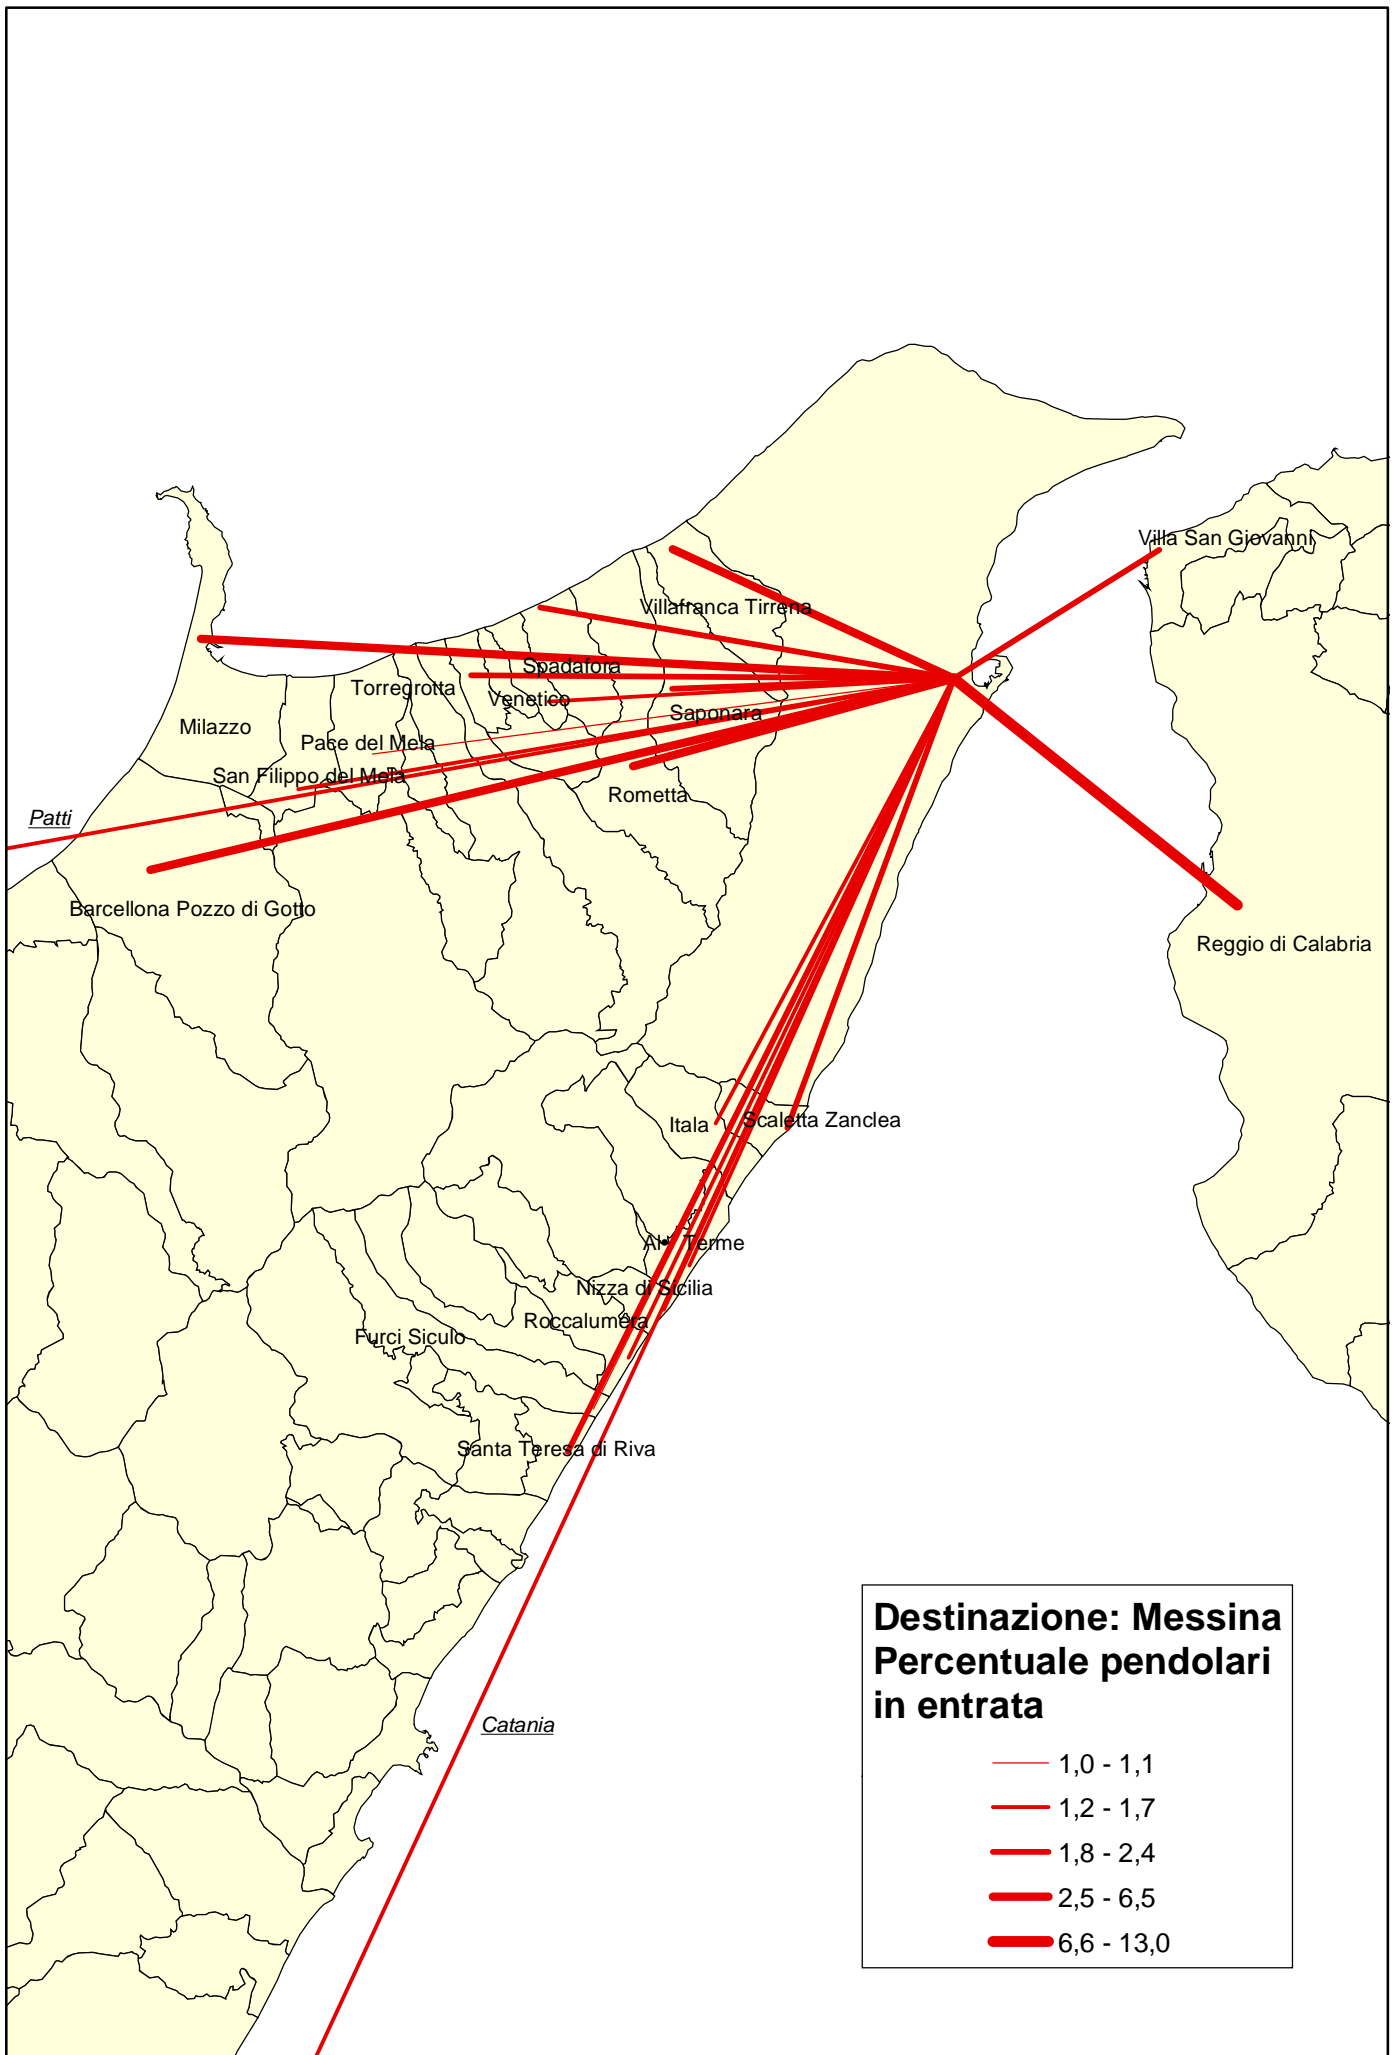 Villa San Giovanni
Villafranca Tirrena
Spadafora
Torregrotta
Venetico
Saponara
Milazzo
Pace del Mela
San Filippo del Mela
Rometta
Patti
Barcellona Pozzo di Gotto
Reggio di Calabria
Itala
Scaletta Zanclea
Terme
Nizza di Sicilia
Roccalumera
Furci Siculo
Santa Teresa di Riva
Catania
Destinazione: Messina
Percentuale pendolari
in entrata
1,0 - 1,1
1,2 - 1,7
1,8 - 2,4
2,5 - 6,5
6,6 - 13,0